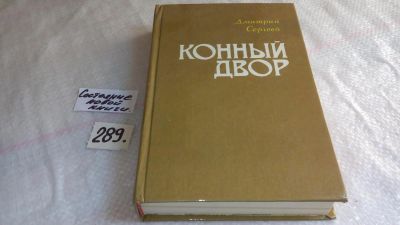 Дмитрий
Сергеев
КОННЫЙ
ДВОР
Состояние
новой
книги.
289.